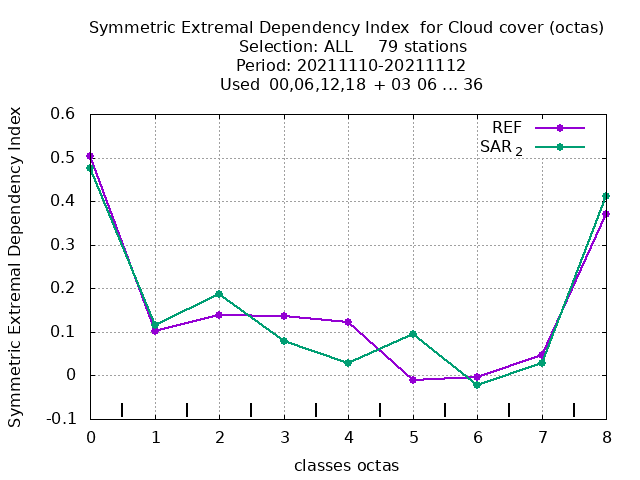 Symmetric Extremal Dependency Index for Cloud cover (octas)
Selection: ALL 79 stations
Period: 20211110-20211112
Used 00,06,12,18 + 03 06 ... 36
Symmetric Extremal Dependency Index
0.6
0.5
0.4
0.3
0.2
0.1
0
-0.1
REF
SAR 2
0 1 2 3 4 5 6 7 8
classes octas